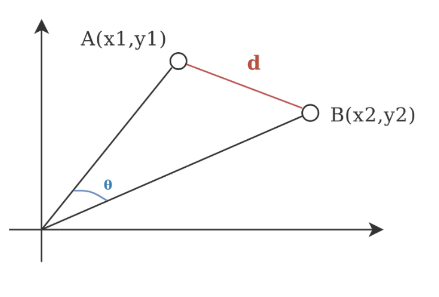 A(x1,y1)
d
B(x2,y2)
θ